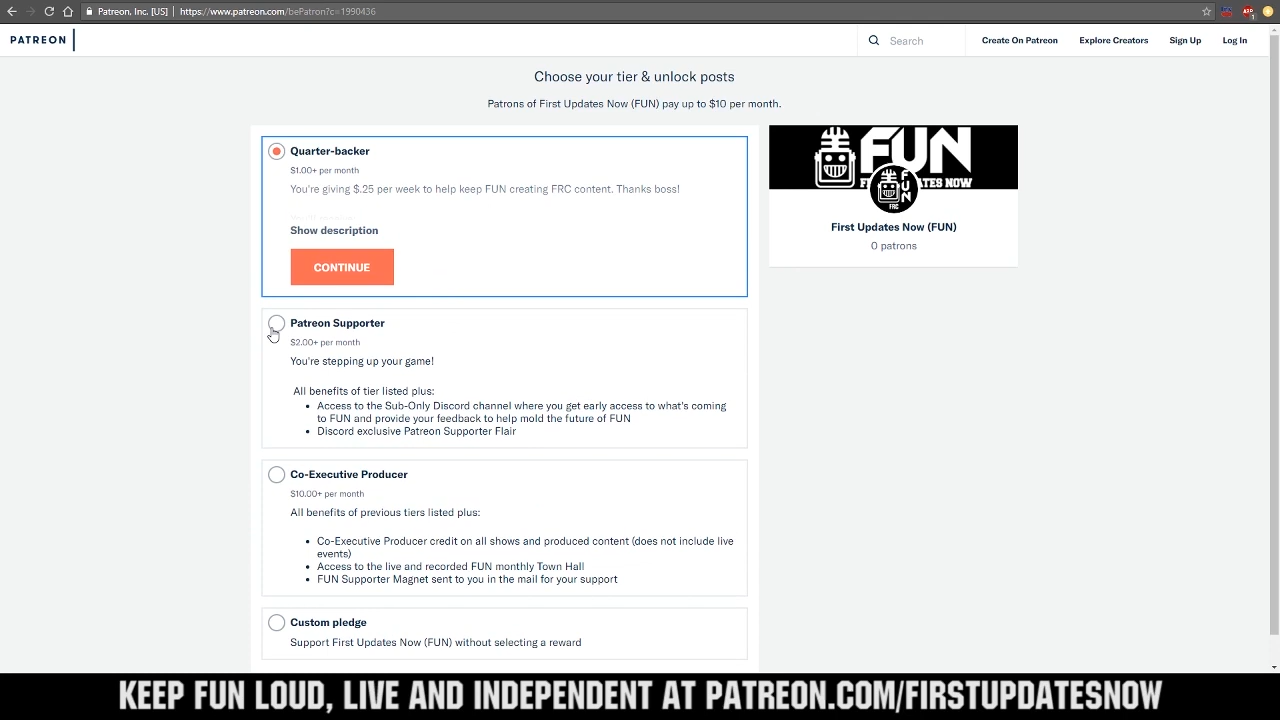 Patreon, Inc. [US] | https://www.patreon.com/bePatron?c=1990436
PATREON
Search
Create On Patreon
Explore Creators
Sign Up
Log In
Choose your tier & unlock posts
Patrons of First Updates Now (FUN) pay up to $10 per month.
Quarter-backer
$1.00+ per month
You're giving $.25 per week to help keep FUN creating FRC content. Thanks boss!
Show description
CONTINUE
Patreon Supporter
$2.00+ per month
You're stepping up your game!
All benefits of tier listed plus:
• Access to the Sub-Only Discord channel where you get early access to what's coming
to FUN and provide your feedback to help mold the future of FUN
• Discord exclusive Patreon Supporter Flair
Co-Executive Producer
$10.00+ per month
All benefits of previous tiers listed plus:
• Co-Executive Producer credit on all shows and produced content (does not include live
events)
• Access to the live and recorded FUN monthly Town Hall
• FUN Supporter Magnet sent to you in the mail for your support
Custom pledge
Support First Updates Now (FUN) without selecting a reward
FUN
ATES NOW
FUN
FRC
First Updates Now (FUN)
0 patrons
KEEP FUN LOUD, LIVE AND INDEPENDENT AT PATREON.COM/FIRSTUPDATESNOW